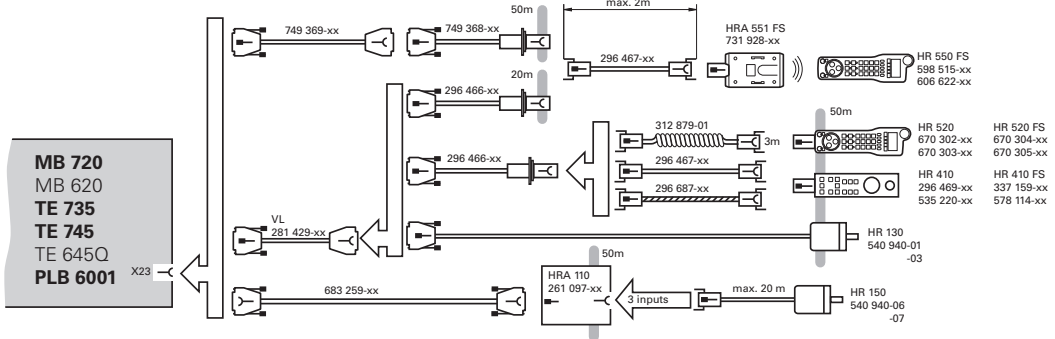 max. 2m
50m
749 369-xx
749 368-xx
HRA 551 FS
731 928-xx
296 467-xx
HR 550 FS
598 515-xx
606 622-xx
20m
296 466-xx
50m
312 879-01
3m
HR 520
670 302-xx
670 303-xx
HR 520 FS
670 304-xx
670 305-xx
296 466-xx
296 467-xx
HR 410
296 469-xx
535 220-xx
HR 410 FS
337 159-xx
578 114-xx
296 687-xx
MB 720
MB 620
TE 735
TE 745
TE 645Q
PLB 6001
X23
VL
281 429-xx
HR 130
540 940-01
-03
50m
HRA 110
261 097-xx
683 259-xx
3 inputs
max. 20 m
HR 150
540 940-06
-07